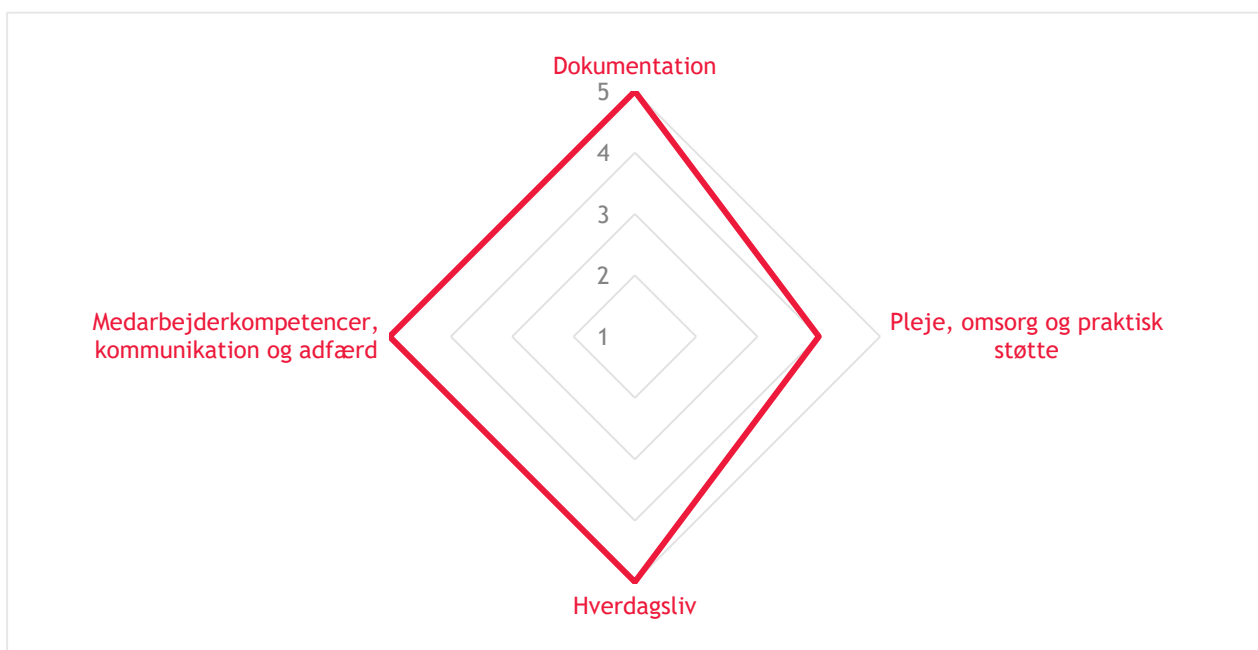 Dokumentation
5
4
3
2
1
Medarbejderkompetencer,
kommunikation og adfærd
Pleje, omsorg og praktisk
støtte
Hverdagsliv